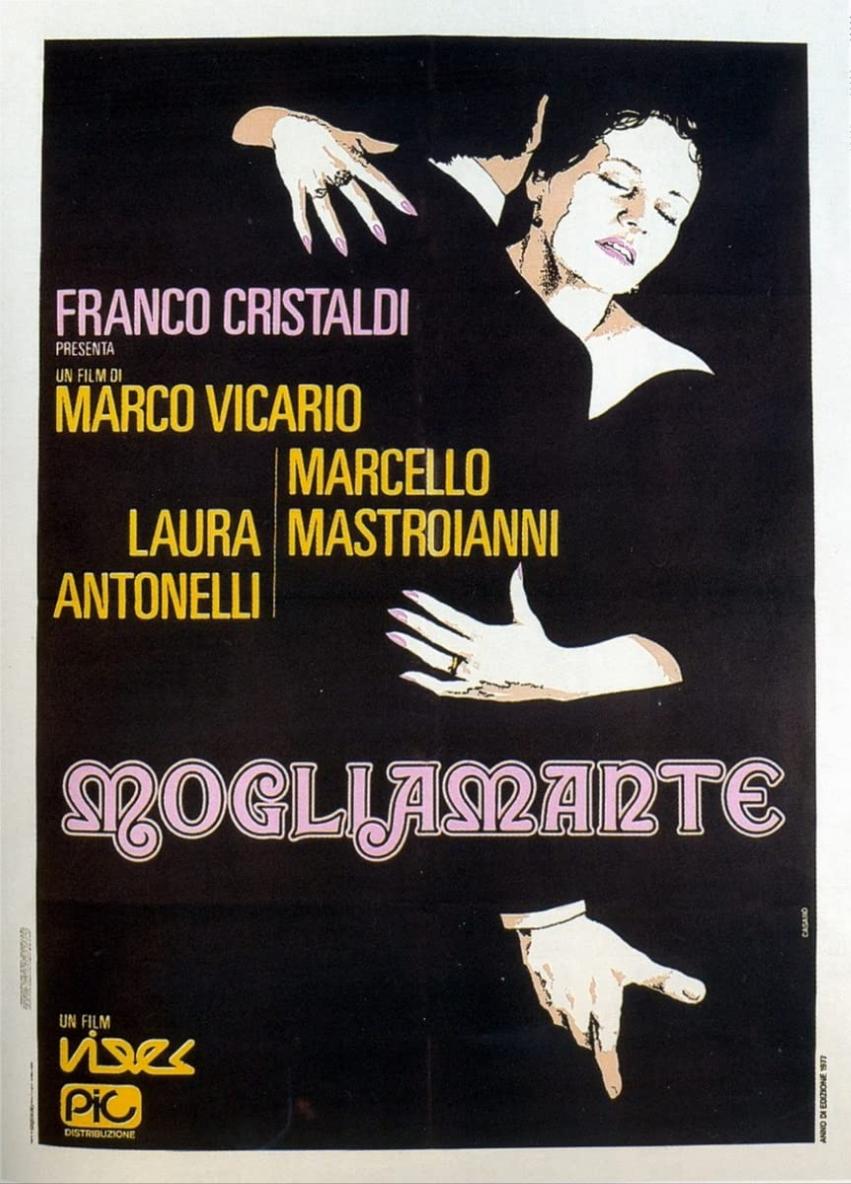 FRANCO CRISTALDI
PRESENTA
UN FILM DI
MARCO VICARIO
MARCELLO
MASTROIANNI
LAURA
ANTONELLI
MOGLIAMANTE
CASARO
UN FILM
Vides
PiC
DISTRIBUZIONE
ANNO DI EDIZIONE 1977